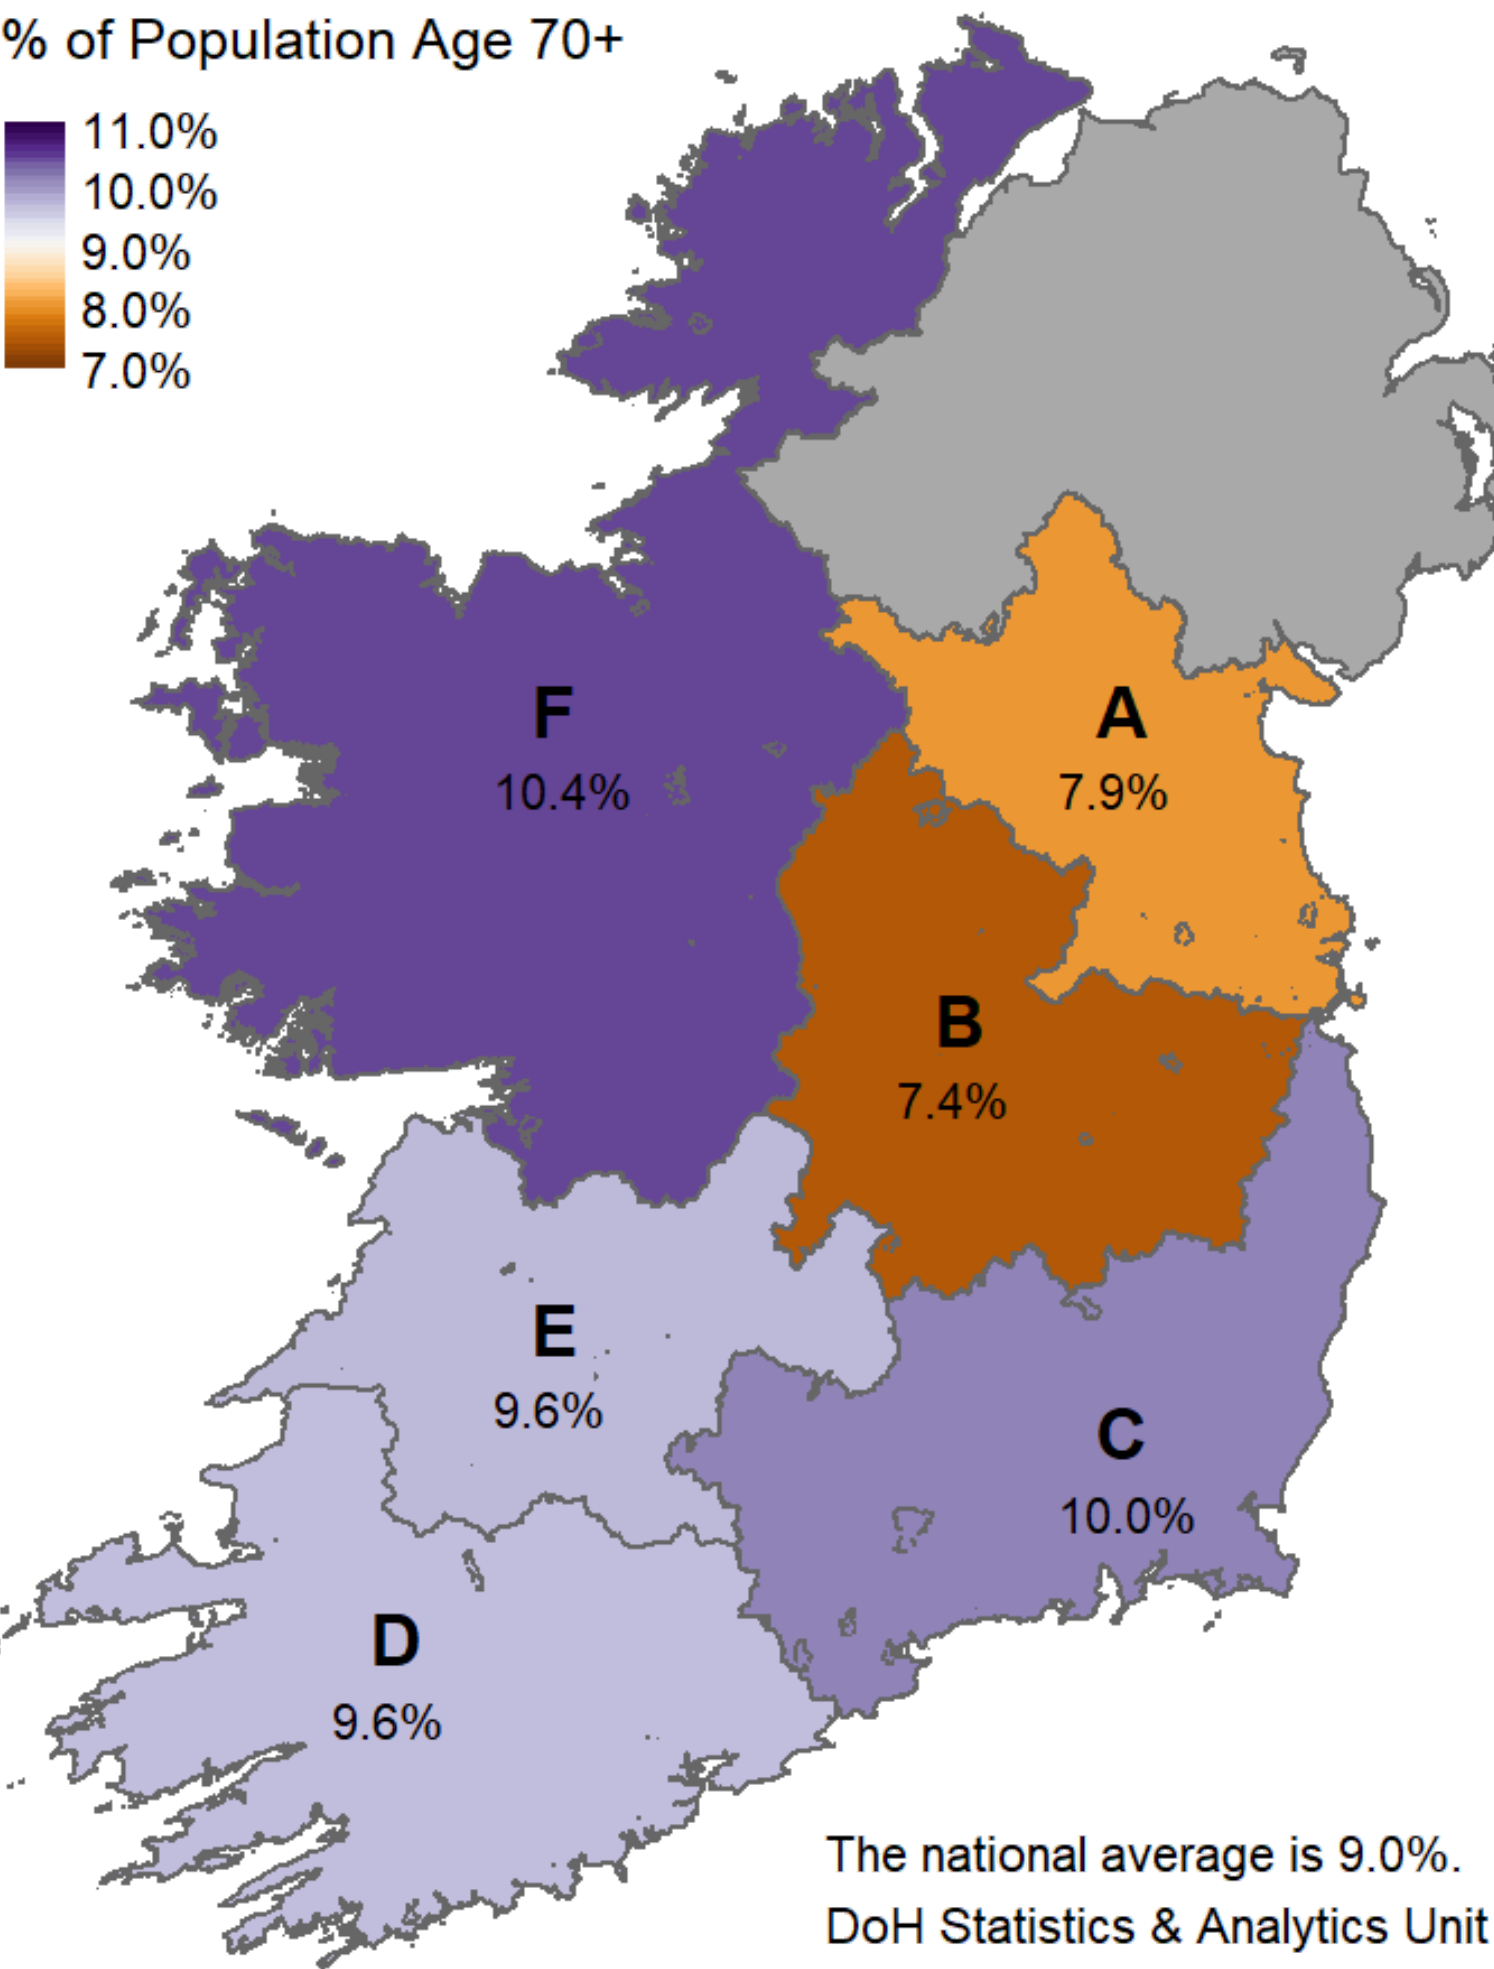 % of Population Age 70+
11.0%
10.0%
9.0%
8.0%
7.0%
F
10.4%
A
7.9%
B
7.4%
E
9.6%
C
10.0%
D
9.6%
The national average is 9.0%.
DoH Statistics & Analytics Unit